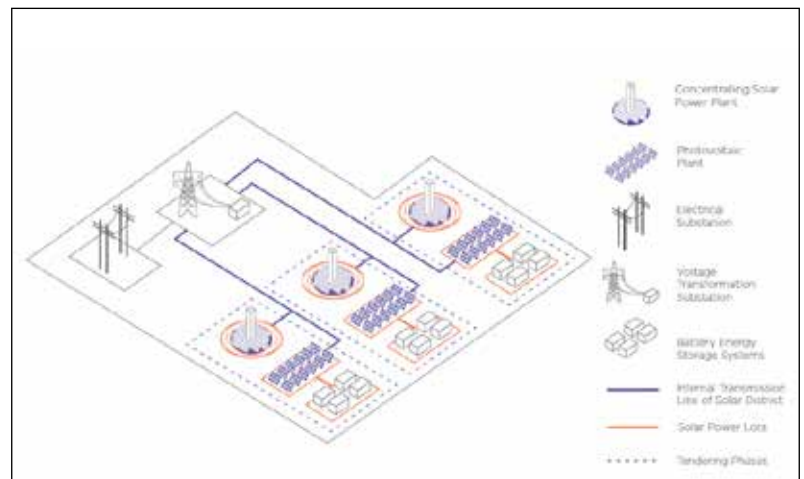 Concentrating Solar
Power Plant
Photovoltaic
Plant
Electrical
Substation
Voltage
Transformation
Substation
Battery Energy
Storage Systems
Internal Transmission
Line of Solar District
Solar Power Lots
Tendering Phases